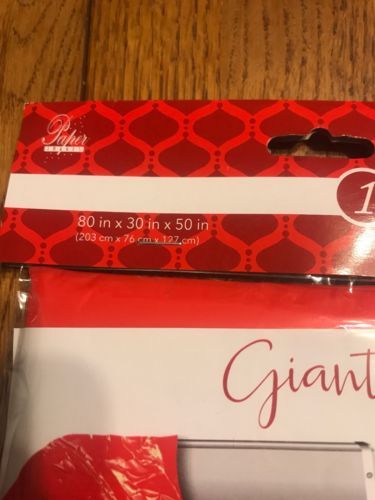 Paper
80 in x 30 in x 50 in
(203 cm x 76 cm x 127 cm)
1
Giant